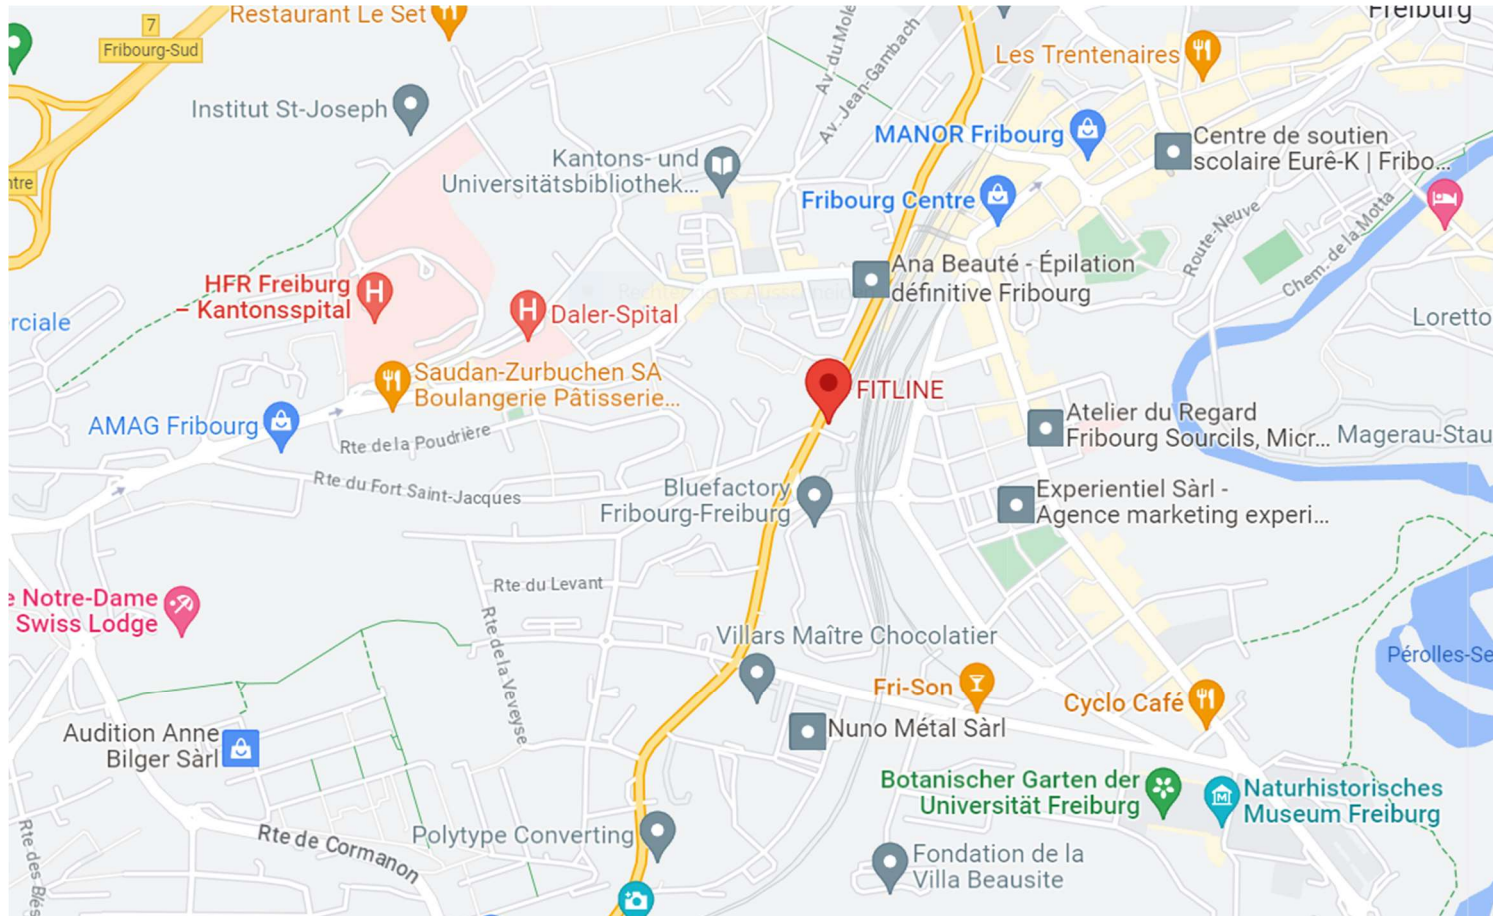 Restaurant Le Set
7
Fribourg-Sud
Freiburg
Les Trentenaires
Av. du Mole
Av. Jean-Gambach
Institut St-Joseph
MANOR Fribourg
Centre de soutien
scolaire Eurê-K | Fribo...
Kantons- und
Universitätsbibliothek...
ntre
Fribourg Centre
Route-Neuve
Chem. de la Motta
Ana Beauté - Épilation
définitive Fribourg
HFR Freiburg
– Kantonsspital
Daler-Spital
rciale
Loretto
Saudan-Zurbuchen SA
Boulangerie Pâtisserie...
FITLINE
AMAG Fribourg
Rte de la Poudrière
Atelier du Regard
Fribourg Sourcils, Micr...
Magerau-Stau
Rte du Fort Saint-Jacques
Bluefactory
Fribourg-Freiburg
Experientiel Sàrl -
Agence marketing experi...
Rte du Levant
e Notre-Dame
Swiss Lodge
Rte de la Veveyse
Villars Maître Chocolatier
Pérolles-Se
Fri-Son
Cyclo Café
Audition Anne
Bilger Sàrl
Nuno Métal Sàrl
Botanischer Garten der
Universität Freiburg
Naturhistorisches
Museum Freiburg
Rte des Bles
Rte de Cormanon
Polytype Converting
Fondation de la
Villa Beausite